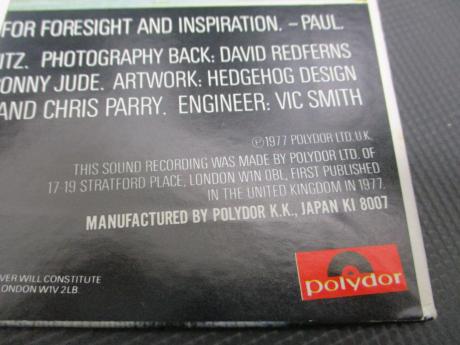 FOR FORESIGHT AND INSPIRATION. – PAUL.
ITZ. PHOTOGRAPHY BACK: DAVID REDFERNS
ONNY JUDE. ARTWORK: HEDGEHOG DESIGN
AND CHRIS PARRY. ENGINEER: VIC SMITH
Ⓟ1977 POLYDOR LTD. U.K.
THIS SOUND RECORDING WAS MADE BY POLYDOR LTD. OF
17-19 STRATFORD PLACE, LONDON W1N 0BL, FIRST PUBLISHED
IN THE UNITED KINGDOM IN 1977.
MANUFACTURED BY POLYDOR K.K., JAPAN KI 8007
VER WILL CONSTITUTE
ONDON W1V 2LB.
polydor